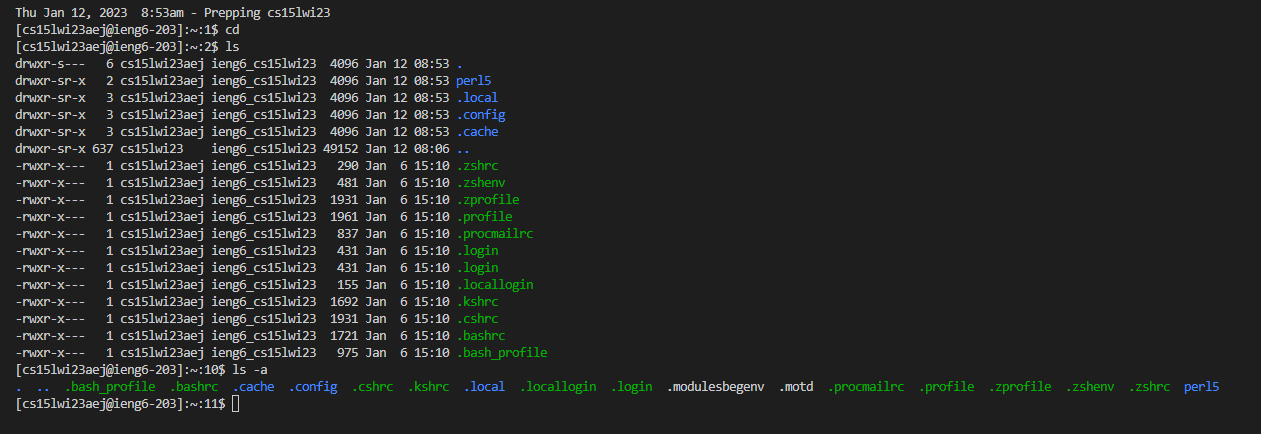 Thu Jan 12, 2023  8:53am - Prepping cs15lwi23
[cs15lwi23aej@ieng6-203]:~:1$ cd
[cs15lwi23aej@ieng6-203]:~:2$ ls
drwxr-s---   6 cs15lwi23aej ieng6_cs15lwi23  4096 Jan 12 08:53 .
drwxr-sr-x   2 cs15lwi23aej ieng6_cs15lwi23  4096 Jan 12 08:53 perl5
drwxr-sr-x   3 cs15lwi23aej ieng6_cs15lwi23  4096 Jan 12 08:53 .local
drwxr-sr-x   3 cs15lwi23aej ieng6_cs15lwi23  4096 Jan 12 08:53 .config
drwxr-sr-x   3 cs15lwi23aej ieng6_cs15lwi23  4096 Jan 12 08:53 .cache
drwxr-sr-x 637 cs15lwi23    ieng6_cs15lwi23 49152 Jan 12 08:06 ..
-rwxr-x---   1 cs15lwi23aej ieng6_cs15lwi23   290 Jan  6 15:10 .zshrc
-rwxr-x---   1 cs15lwi23aej ieng6_cs15lwi23   481 Jan  6 15:10 .zshenv
-rwxr-x---   1 cs15lwi23aej ieng6_cs15lwi23  1931 Jan  6 15:10 .zprofile
-rwxr-x---   1 cs15lwi23aej ieng6_cs15lwi23  1961 Jan  6 15:10 .profile
-rwxr-x---   1 cs15lwi23aej ieng6_cs15lwi23   837 Jan  6 15:10 .procmailrc
-rwxr-x---   1 cs15lwi23aej ieng6_cs15lwi23   431 Jan  6 15:10 .login
-rwxr-x---   1 cs15lwi23aej ieng6_cs15lwi23   431 Jan  6 15:10 .login
-rwxr-x---   1 cs15lwi23aej ieng6_cs15lwi23   155 Jan  6 15:10 .locallogin
-rwxr-x---   1 cs15lwi23aej ieng6_cs15lwi23  1692 Jan  6 15:10 .kshrc
-rwxr-x---   1 cs15lwi23aej ieng6_cs15lwi23  1931 Jan  6 15:10 .cshrc
-rwxr-x---   1 cs15lwi23aej ieng6_cs15lwi23  1721 Jan  6 15:10 .bashrc
-rwxr-x---   1 cs15lwi23aej ieng6_cs15lwi23   975 Jan  6 15:10 .bash_profile
[cs15lwi23aej@ieng6-203]:~:10$ ls -a
.  ..  .bash_profile  .bashrc  .cache  .config  .cshrc  .kshrc  .local  .locallogin  .login  .modulesbegenv  .motd  .procmailrc  .profile  .zprofile  .zshenv  .zshrc  perl5
[cs15lwi23aej@ieng6-203]:~:11$